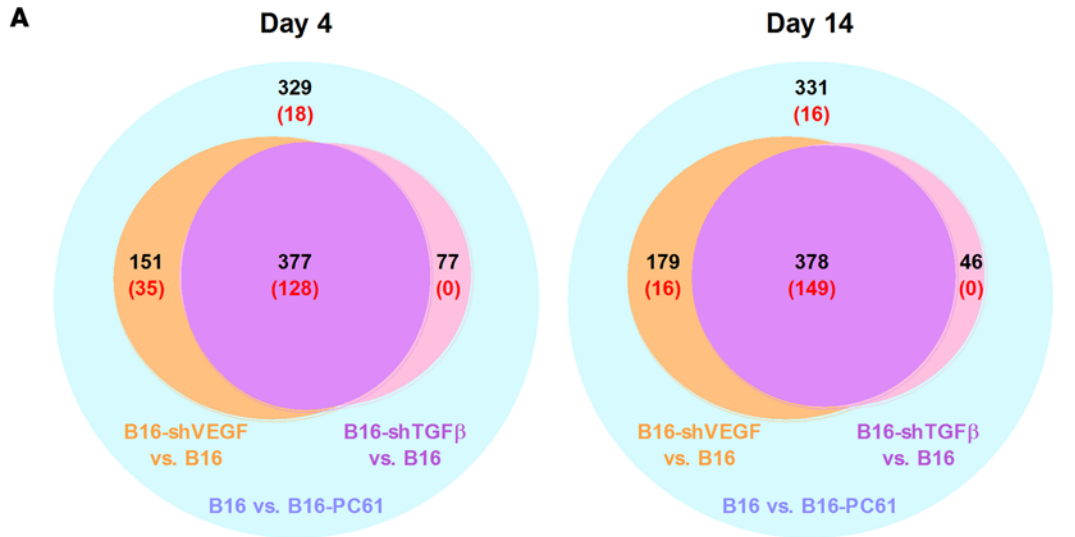 A
Day 4
329
(18)
151
(35)
377
(128)
77
(0)
B16-shVEGF
vs. B16
B16-shTGFβ
vs. B16
B16 vs. B16-PC61
Day 14
331
(16)
179
(16)
378
(149)
46
(0)
B16-shVEGF
vs. B16
B16-shTGFβ
vs. B16
B16 vs. B16-PC61